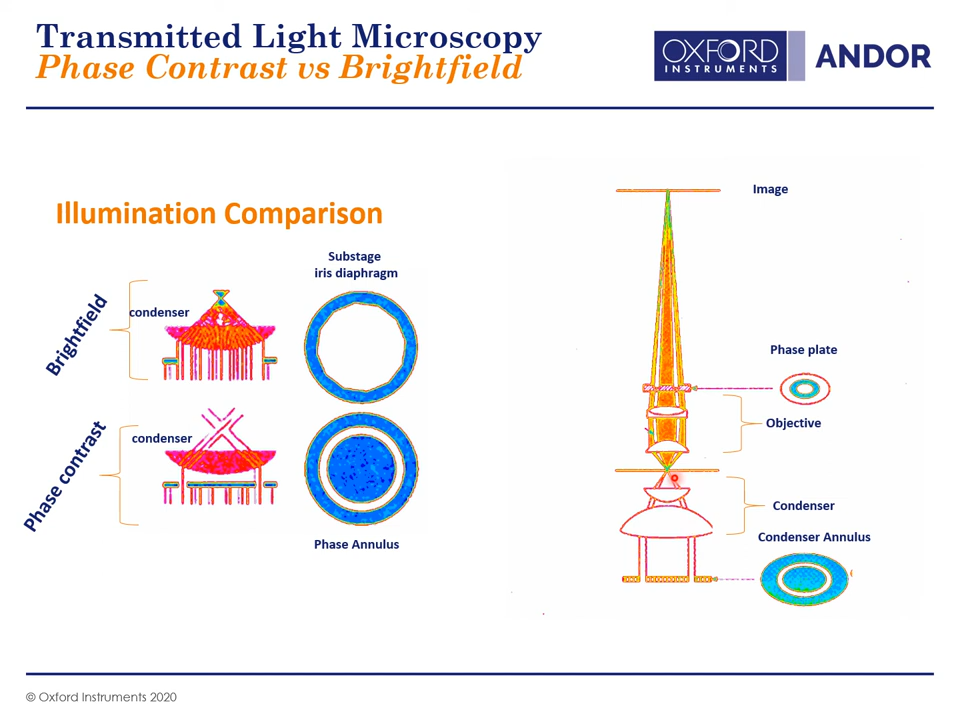 Transmitted Light Microscopy
Phase Contrast vs Brightfield
OXFORD
INSTRUMENTS
ANDOR
Illumination Comparison
Substage
iris diaphragm
Brightfield
condenser
Phase contrast
condenser
Phase Annulus
Image
Phase plate
Objective
Condenser
Condenser Annulus
© Oxford Instruments 2020